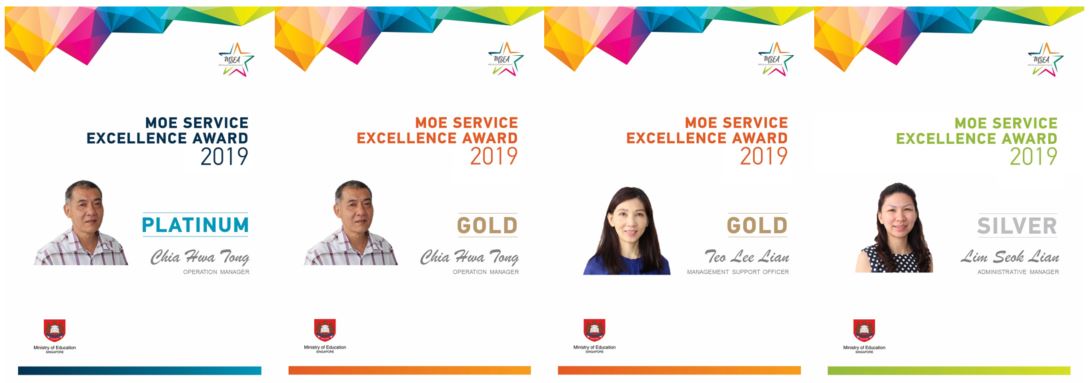 MSEA
MOE SERVICE
EXCELLENCE AWARD
2019
PLATINUM
Chia Hwa Tong
OPERATION MANAGER
Ministry of Education
SINGAPORE
MSEA
MOE SERVICE
EXCELLENCE AWARD
2019
GOLD
Chia Hwa Tong
OPERATION MANAGER
Ministry of Education
SINGAPORE
MSEA
MOE SERVICE
EXCELLENCE AWARD
2019
GOLD
Teo Lee Lian
MANAGEMENT SUPPORT OFFICER
Ministry of Education
SINGAPORE
MSEA
MOE SERVICE
EXCELLENCE AWARD
2019
SILVER
Lim Seok Lian
ADMINISTRATIVE MANAGER
Ministry of Education
SINGAPORE